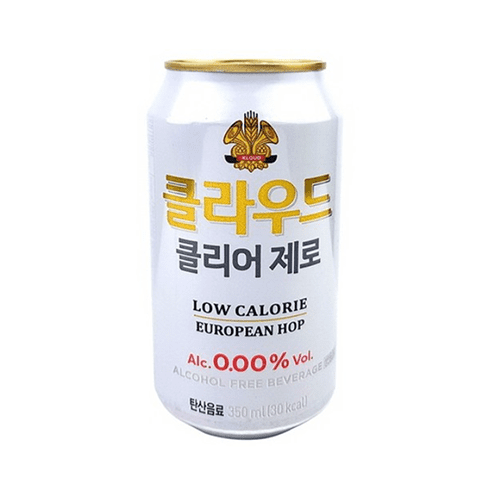 KLOUD
클라우드
클리어 제로
LOW CALORIE
EUROPEAN HOP
Alc. 0.00% Vol.
ALCOHOL FREE BEVERAGE
탄산음료 350 ml(30 kcal)